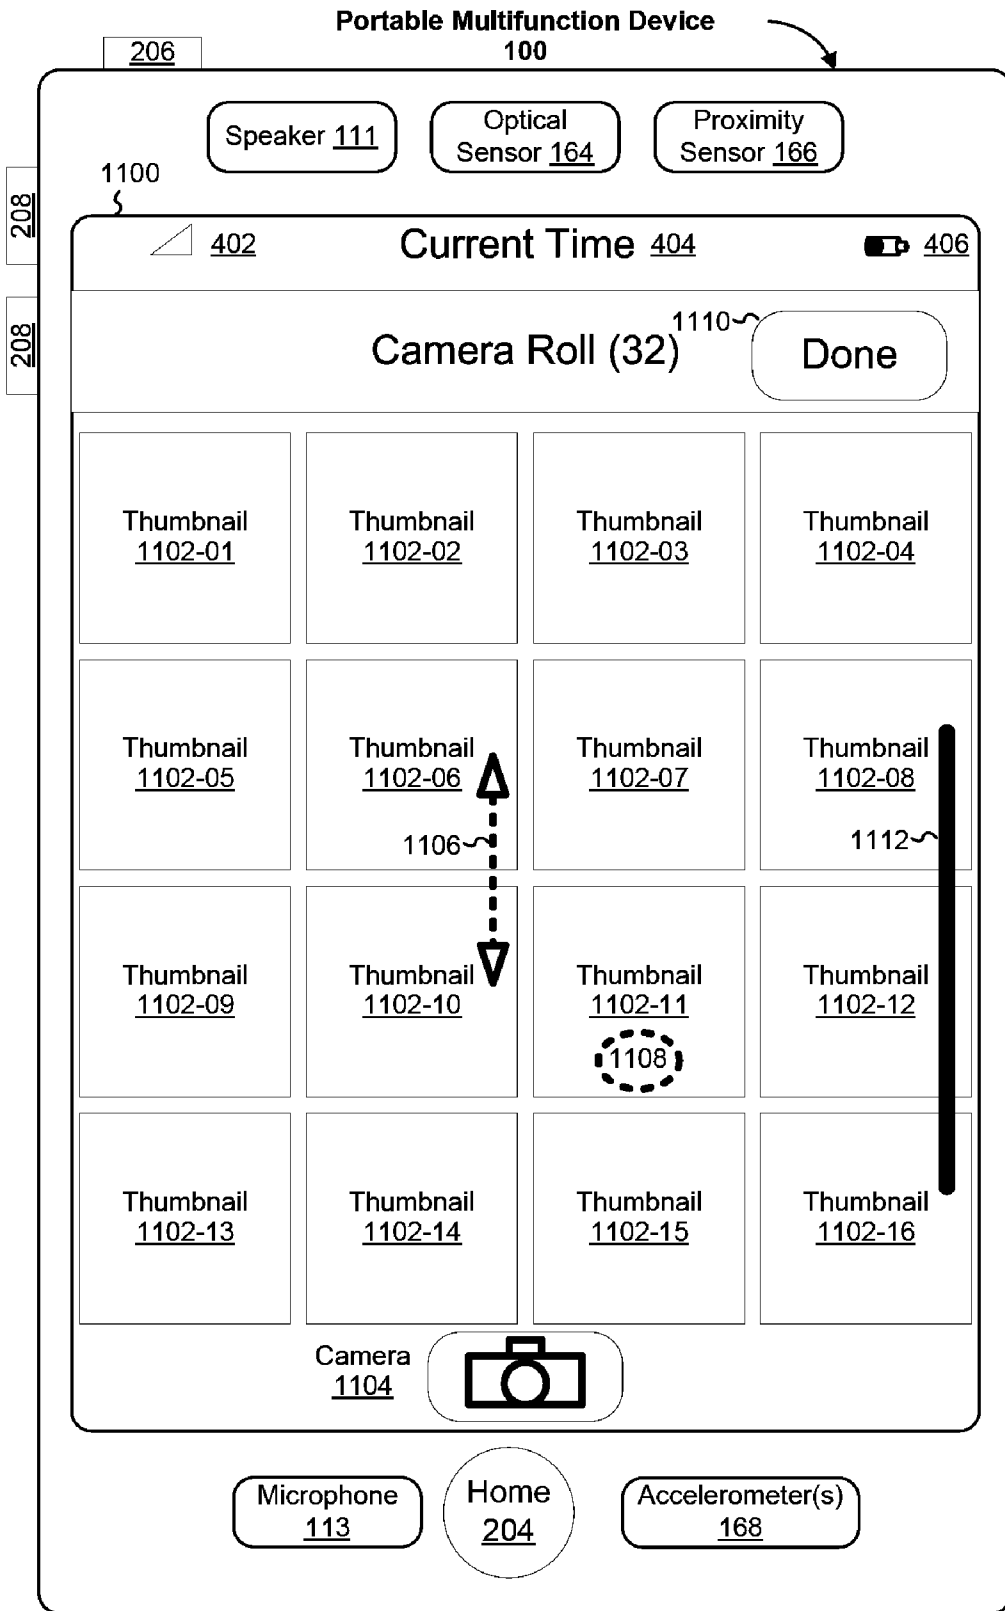 Portable Multifunction Device
100
206
Speaker 111
Optical
Sensor 164
Proximity
Sensor 166
208
208
1100
402
Current Time 404
406
Camera Roll (32)
1110
Done
Thumbnail
1102-01
Thumbnail
1102-02
Thumbnail
1102-03
Thumbnail
1102-04
Thumbnail
1102-05
Thumbnail
1102-06
Thumbnail
1102-07
Thumbnail
1102-08
1106
1112
Thumbnail
1102-09
Thumbnail
1102-10
Thumbnail
1102-11
1108
Thumbnail
1102-12
Thumbnail
1102-13
Thumbnail
1102-14
Thumbnail
1102-15
Thumbnail
1102-16
Camera
1104
Microphone
113
Home
204
Accelerometer(s)
168